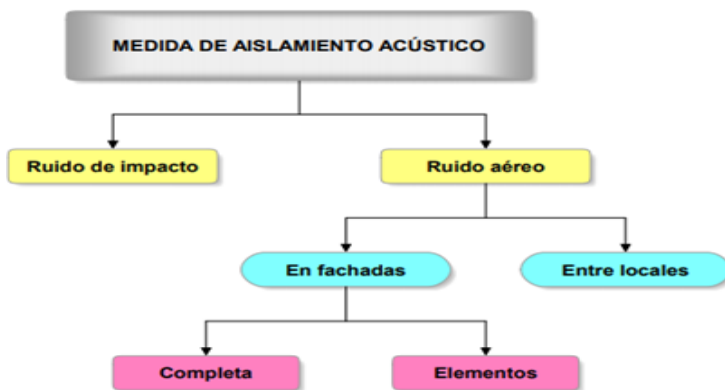 MEDIDA DE AISLAMIENTO ACÚSTICO
Ruido de impacto
Ruido aéreo
En fachadas
Entre locales
Completa
Elementos